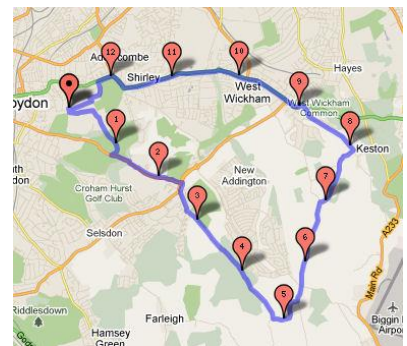 12
Addiscombe
11
Shirley
10
West
Wickham
9
Hayes
West Wickham
Common
8
Keston
oydon
1
2
Croham Hurst
Golf Club
New
Addington
3
7
Selsdon
4
6
5
A233
Main Rd
Biggin
Airpor
Riddlesdown
Farleigh
Hamsey
Green